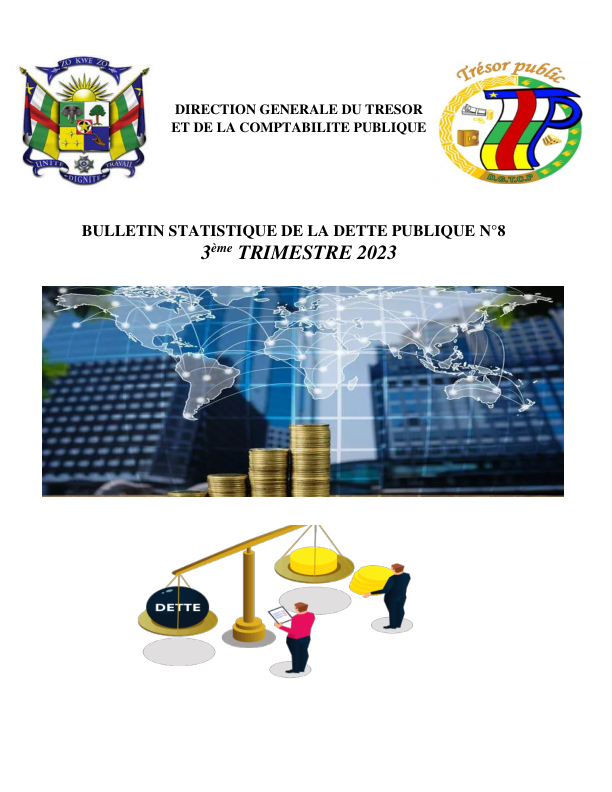 ZO KWE ZO
UNITE
DIGNITE
TRAVAIL
DIRECTION GENERALE DU TRESOR
ET DE LA COMPTABILITE PUBLIQUE
Trésor public
TP
D.G.T.C.P
BULLETIN STATISTIQUE DE LA DETTE PUBLIQUE N°8
3ème TRIMESTRE 2023
DETTE